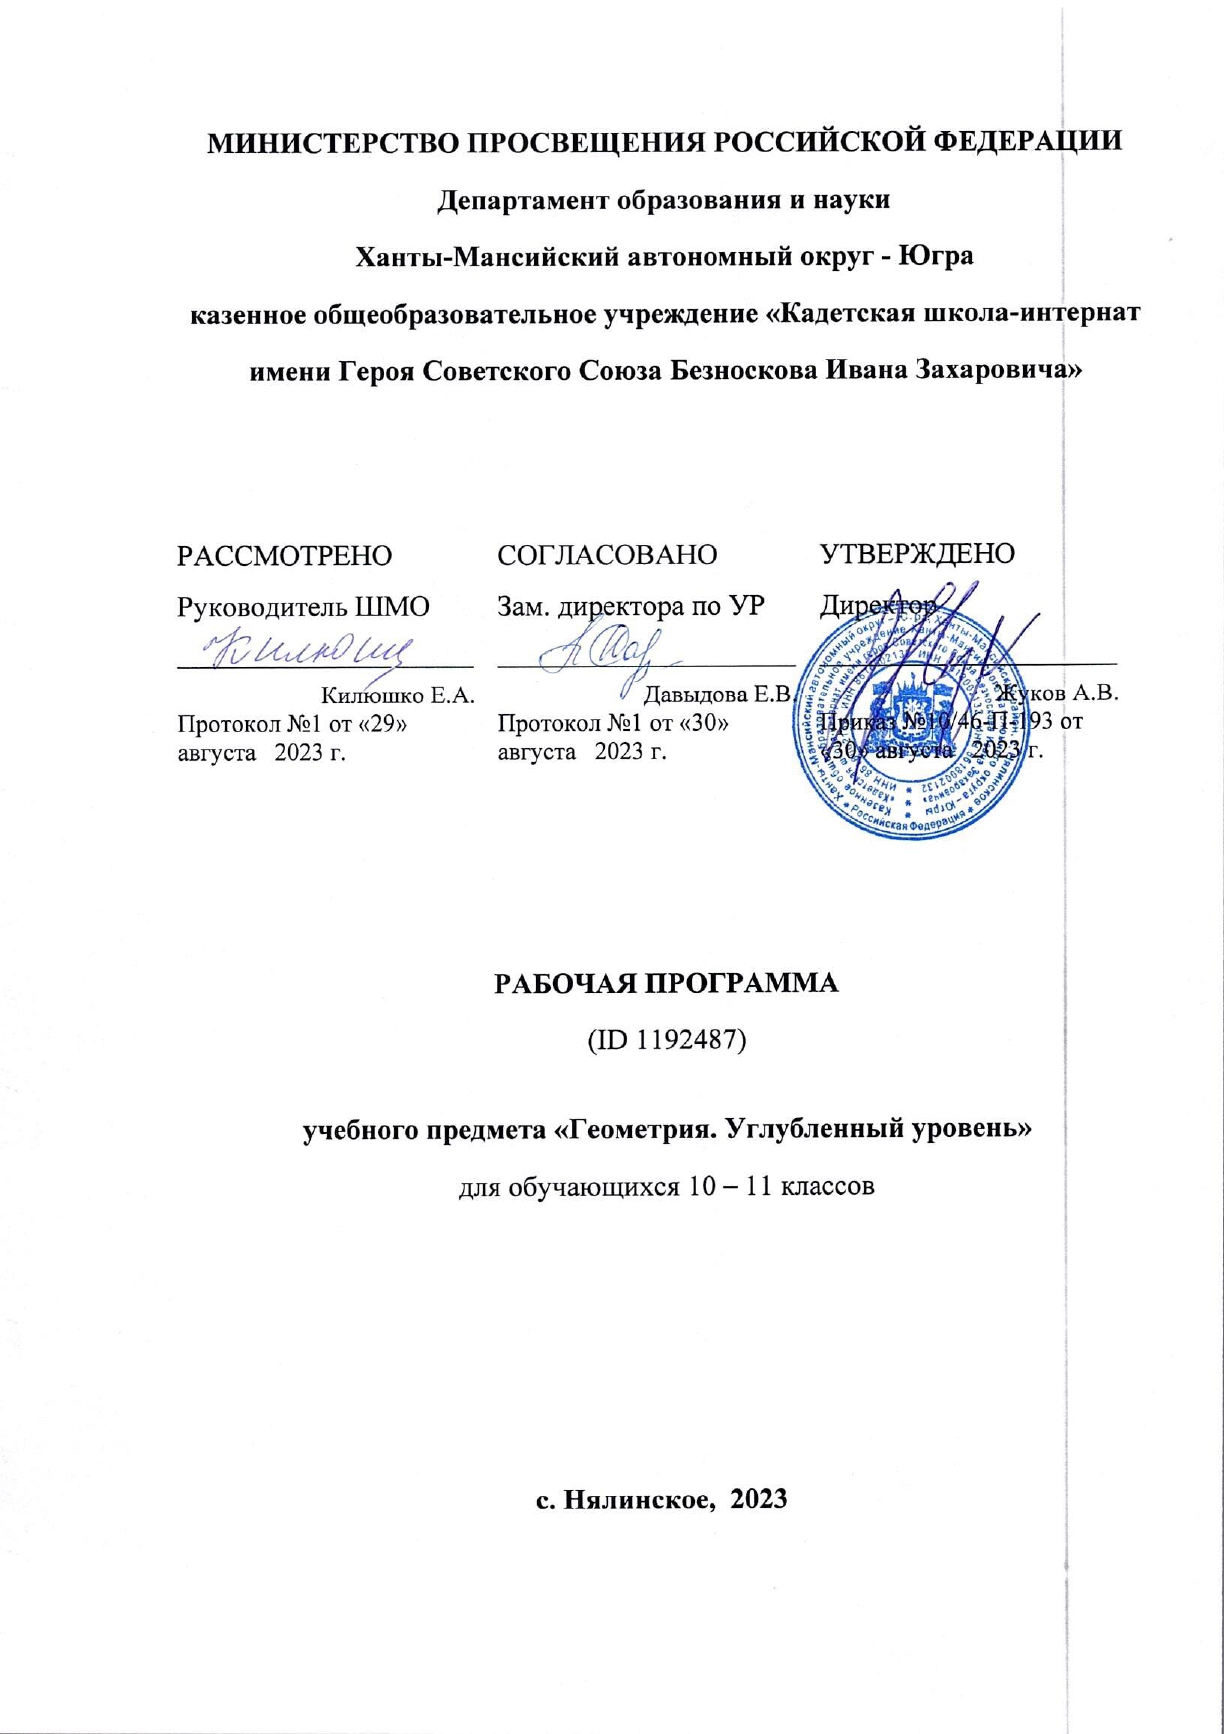 МИНИСТЕРСТВО ПРОСВЕЩЕНИЯ РОССИЙСКОЙ ФЕДЕРАЦИИ
Департамент образования и науки
Ханты-Мансийский автономный округ - Югра
казенное общеобразовательное учреждение «Кадетская школа-интернат
имени Героя Советского Союза Безноскова Ивана Захаровича»
РАССМОТРЕНО
Руководитель ШМО
Килюшко Е.А.
Протокол №1 от «29»
августа 2023 г.
СОГЛАСОВАНО
Зам. директора по УР
Давыдова Е.В.
Протокол №1 от «30»
августа 2023 г.
УТВЕРЖДЕНО
Директор
Жуков А.В.
Приказ №10/46-П-193 от
«30» августа 2023 г.
Российская Федерация
РАБОЧАЯ ПРОГРАММА
(ID 1192487)
учебного предмета «Геометрия. Углубленный уровень»
для обучающихся 10 – 11 классов
с. Нялинское, 2023